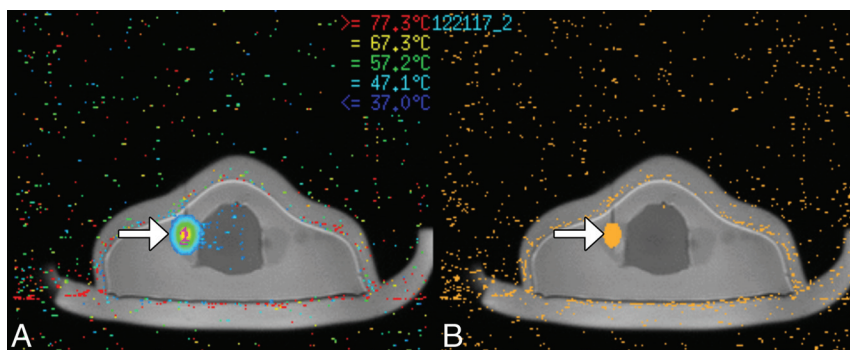 >= 77.3°C 122117_2
= 67.3°C
= 57.2°C
= 47.1°C
<= 37.0°C
A B